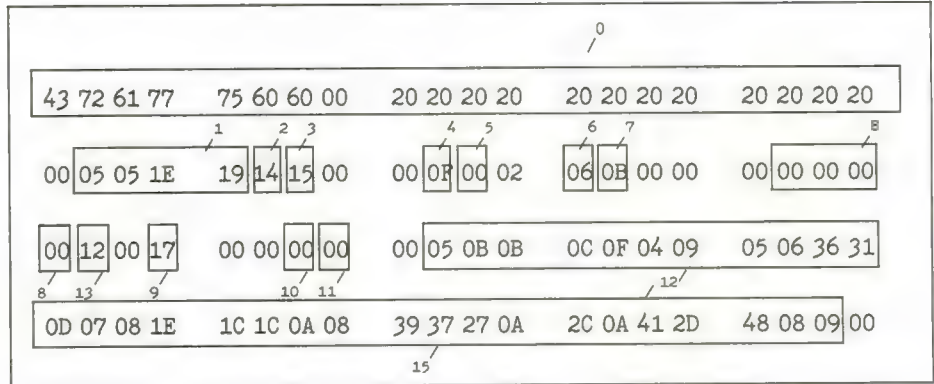 0
43 72 61 77 75 60 60 00 20 20 20 20 20 20 20 20 20 20 20 20
1 2 3 4 5 6 7 8
00 05 05 1E 19 14 15 00 00 0F 00 02 06 0B 00 00 00 00 00 00
00 12 00 17 00 00 00 00 00 05 0B 0B 0C 0F 04 09 05 06 36 31
8 13 9 10 11 12
0D 07 08 1E 1C 1C 0A 08 39 37 27 0A 2C 0A 41 2D 48 08 09 00
15